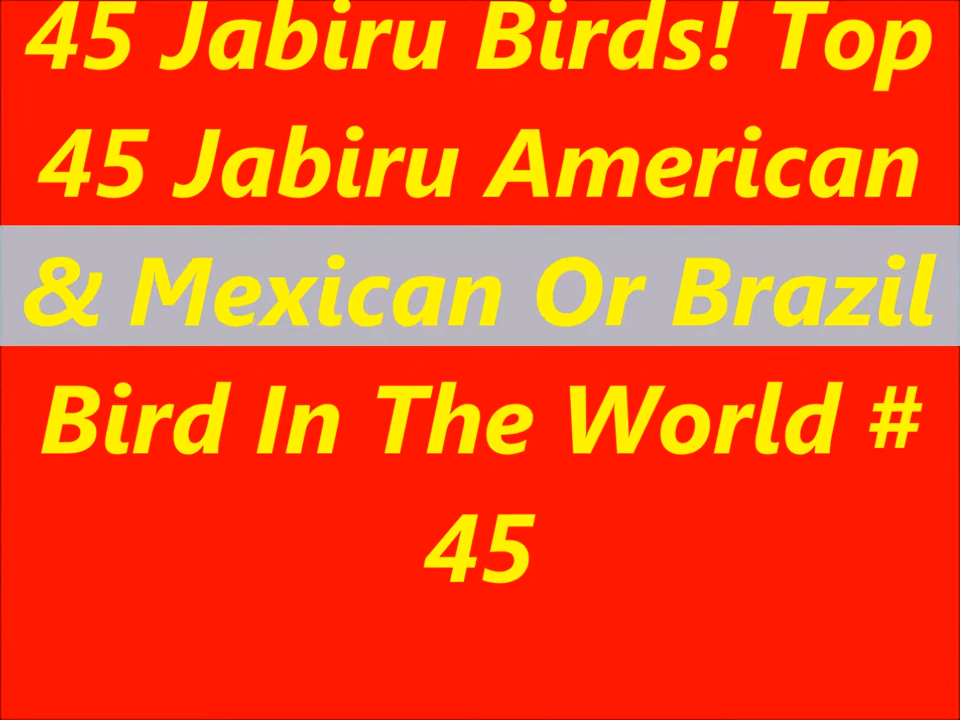 45 Jabiru Birds! Top
45 Jabiru American
& Mexican Or Brazil
Bird In The World #
45